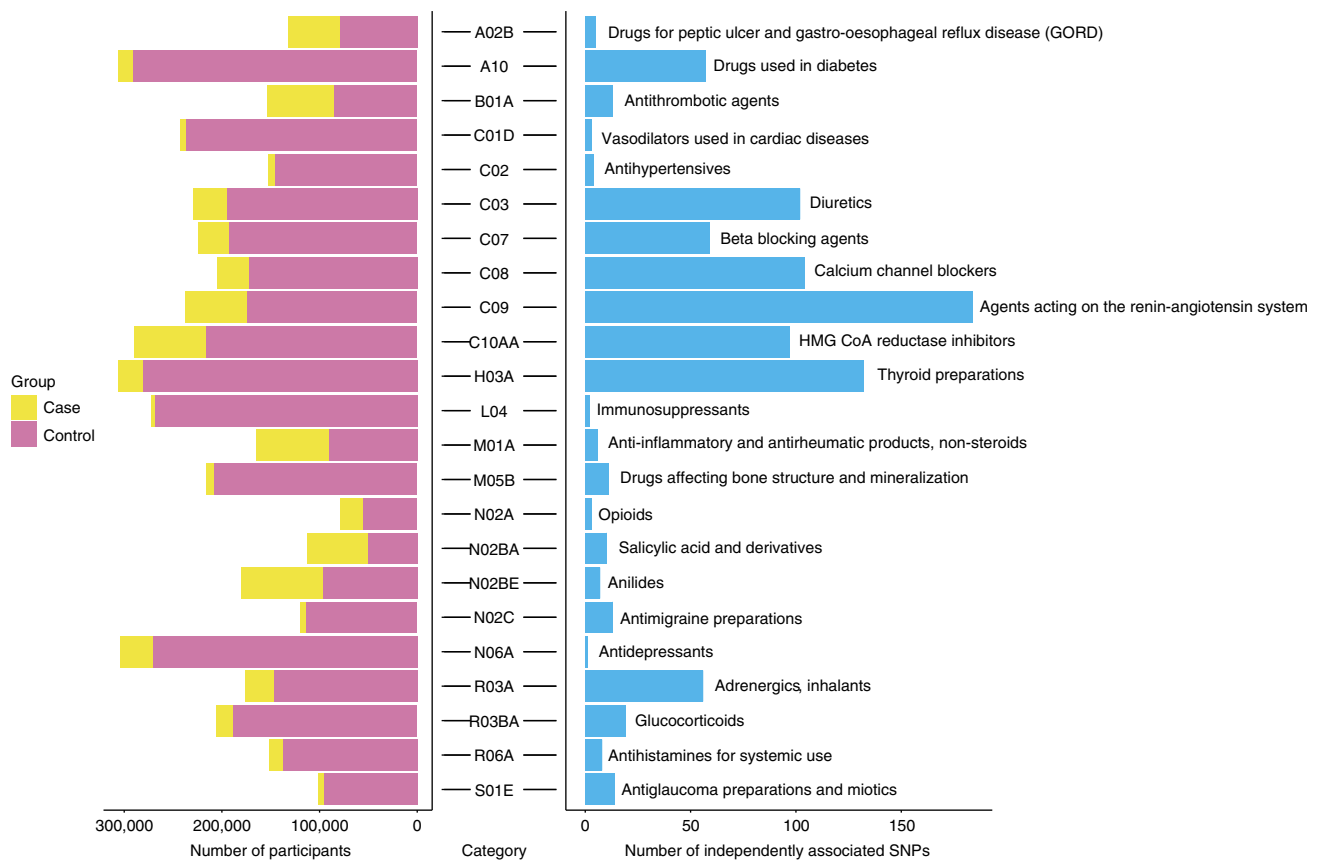 A02B Drugs for peptic ulcer and gastro-oesophageal reflux disease (GORD)
A10 Drugs used in diabetes
B01A Antithrombotic agents
C01D Vasodilators used in cardiac diseases
C02 Antihypertensives
C03 Diuretics
C07 Beta blocking agents
C08 Calcium channel blockers
C09 Agents acting on the renin-angiotensin system
C10AA HMG CoA reductase inhibitors
H03A Thyroid preparations
Group
Case
Control
L04 Immunosuppressants
M01A Anti-inflammatory and antirheumatic products, non-steroids
M05B Drugs affecting bone structure and mineralization
N02A Opioids
N02BA Salicylic acid and derivatives
N02BE Anilides
N02C Antimigraine preparations
N06A Antidepressants
R03A Adrenergics, inhalants
R03BA Glucocorticoids
R06A Antihistamines for systemic use
S01E Antiglaucoma preparations and miotics
300,000 200,000 100,000 0 0 50 100 150
Number of participants Category Number of independently associated SNPs